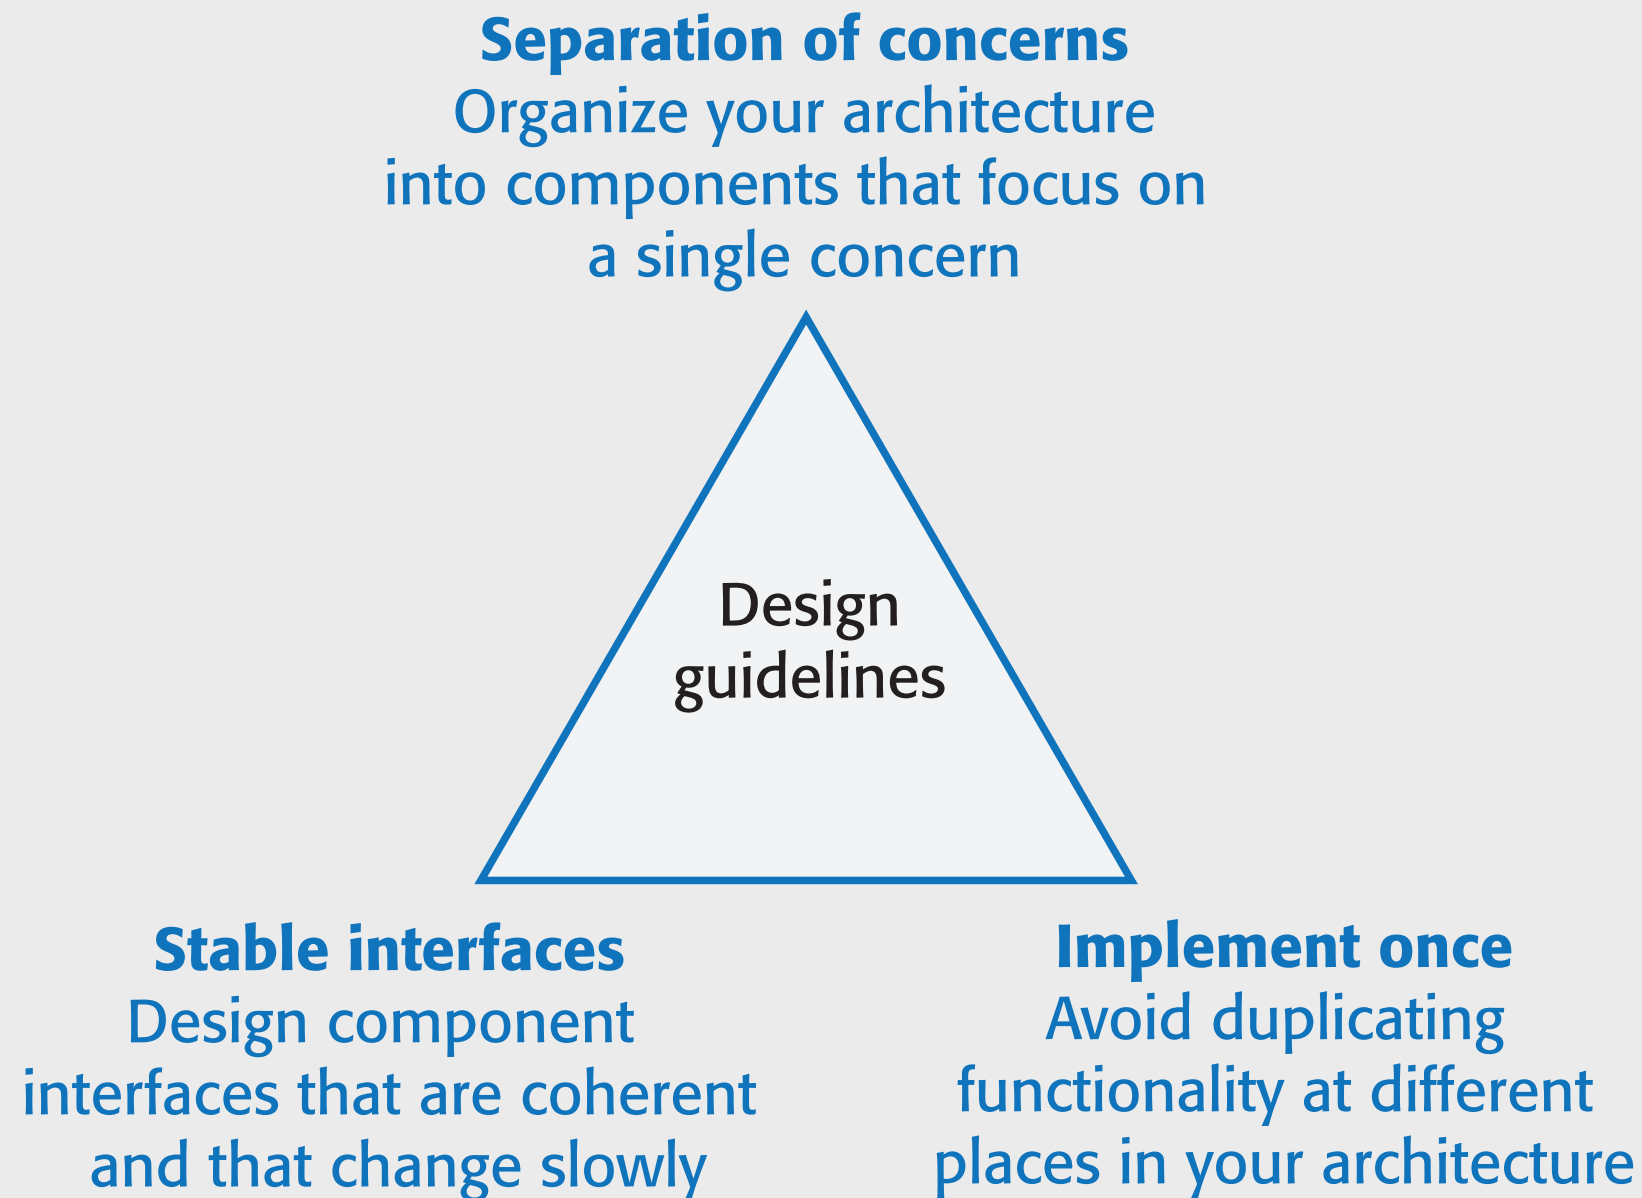 Separation of concerns
Organize your architecture
into components that focus on
a single concern
Design
guidelines
Stable interfaces
Design component
interfaces that are coherent
and that change slowly
Implement once
Avoid duplicating
functionality at different
places in your architecture